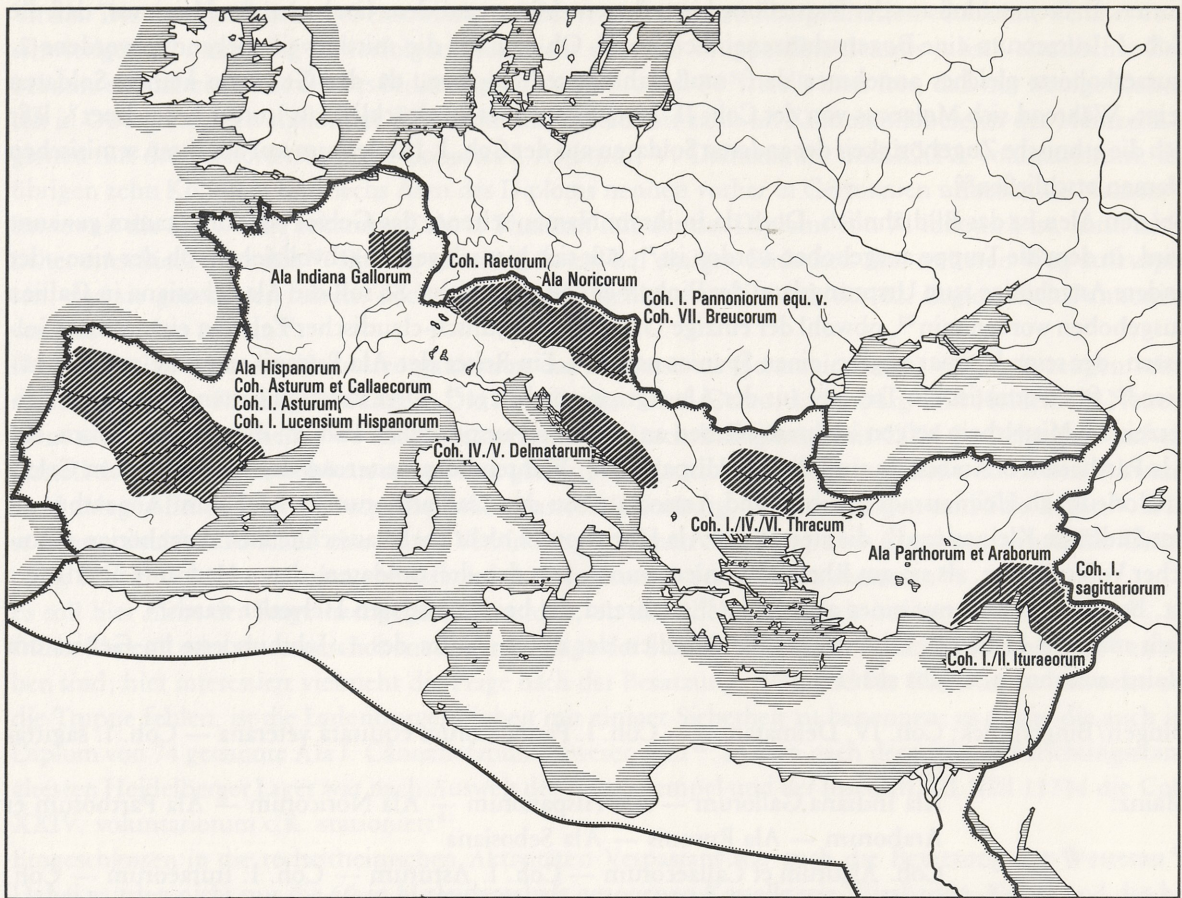 Ala Indiana Gallorum
Coh. Raetorum
Ala Noricorum
Coh. I. Pannoniorum equ. v.
Coh. VII. Breucorum
Ala Hispanorum
Coh. Asturum et Callaecorum
Coh. I. Asturum
Coh. I. Lucensium Hispanorum
Coh. IV./V. Delmatarum
Coh. I./IV./VI. Thracum
Ala Parthorum et Araborum
Coh. I.
sagittariorum
Coh. I./II. Ituraeorum